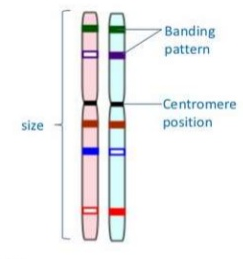 Banding
pattern
Centromere
position
size